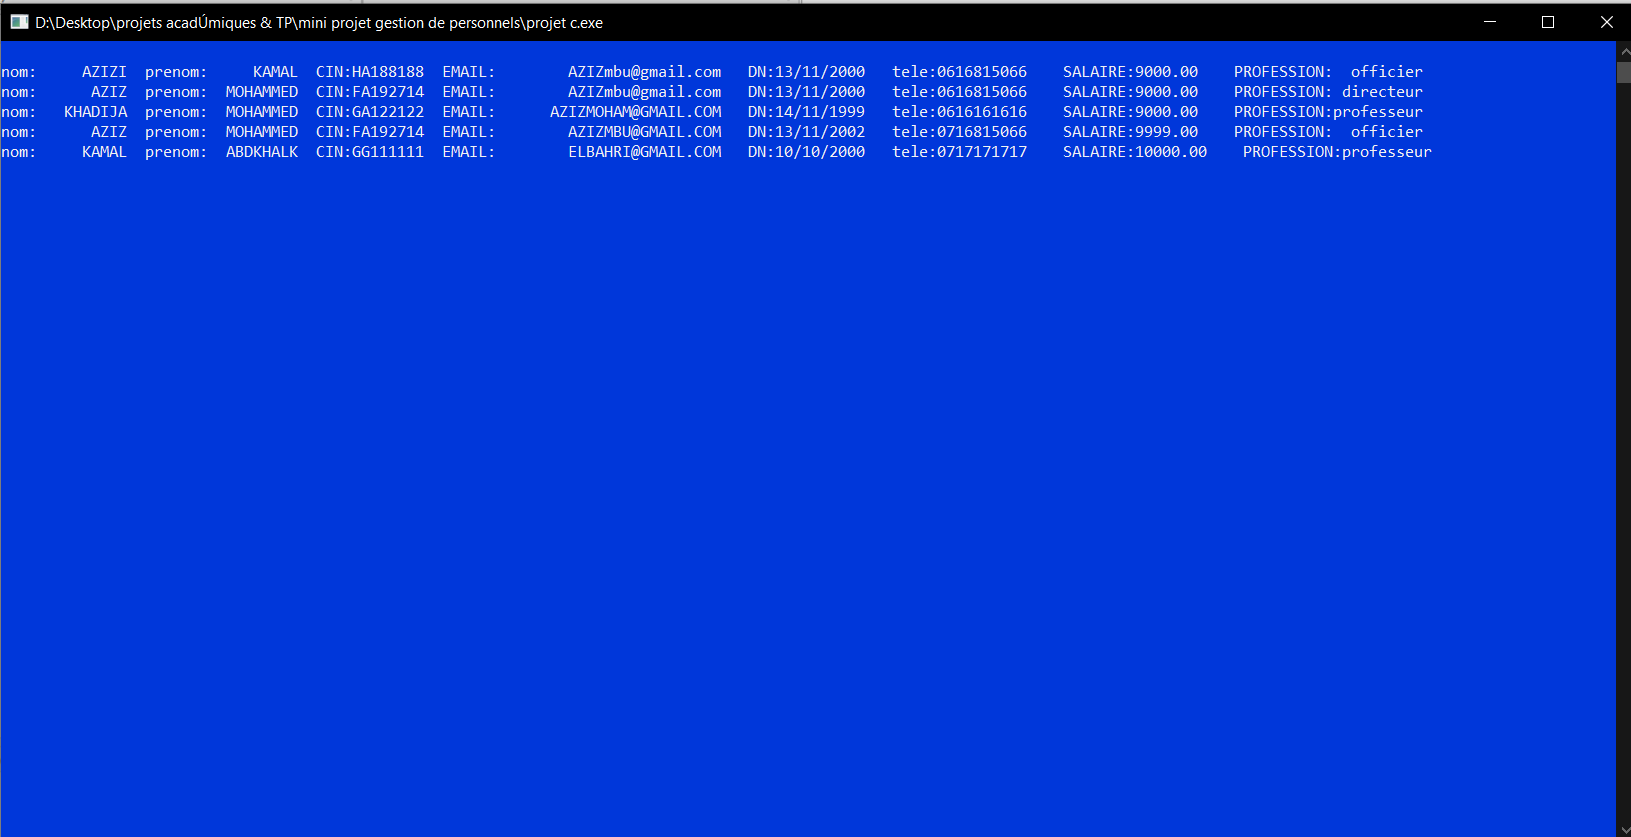 D:\Desktop\projets acadÚmiques & TP\mini projet gestion de personnels\projet c.exe
nom:     AZIZI  prenom:     KAMAL  CIN:HA188188  EMAIL:        AZIZmbu@gmail.com   DN:13/11/2000   tele:0616815066    SALAIRE:9000.00    PROFESSION:  officier
nom:      AZIZ  prenom:  MOHAMMED  CIN:FA192714  EMAIL:        AZIZmbu@gmail.com   DN:13/11/2000   tele:0616815066    SALAIRE:9000.00    PROFESSION: directeur
nom:   KHADIJA  prenom:  MOHAMMED  CIN:GA122122  EMAIL:      AZIZMOHAM@GMAIL.COM   DN:14/11/1999   tele:0616161616    SALAIRE:9000.00    PROFESSION:professeur
nom:      AZIZ  prenom:  MOHAMMED  CIN:FA192714  EMAIL:        AZIZMBU@GMAIL.COM   DN:13/11/2002   tele:0716815066    SALAIRE:9999.00    PROFESSION:  officier
nom:     KAMAL  prenom:  ABDKHALK  CIN:GG111111  EMAIL:        ELBAHRI@GMAIL.COM   DN:10/10/2000   tele:0717171717    SALAIRE:10000.00    PROFESSION:professeur